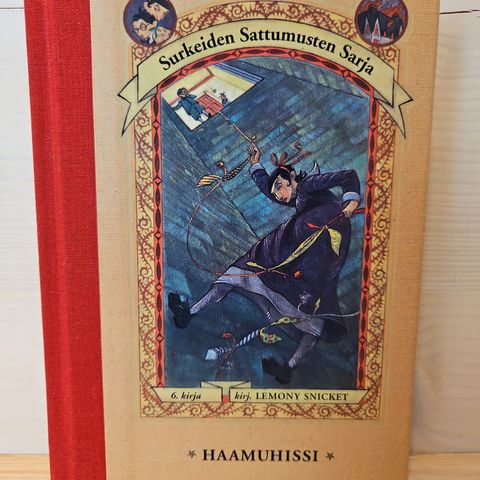 Surkeiden Sattumusten Sarja
6. kirja kirj. LEMONY SNICKET
* HAAMUHISSI *